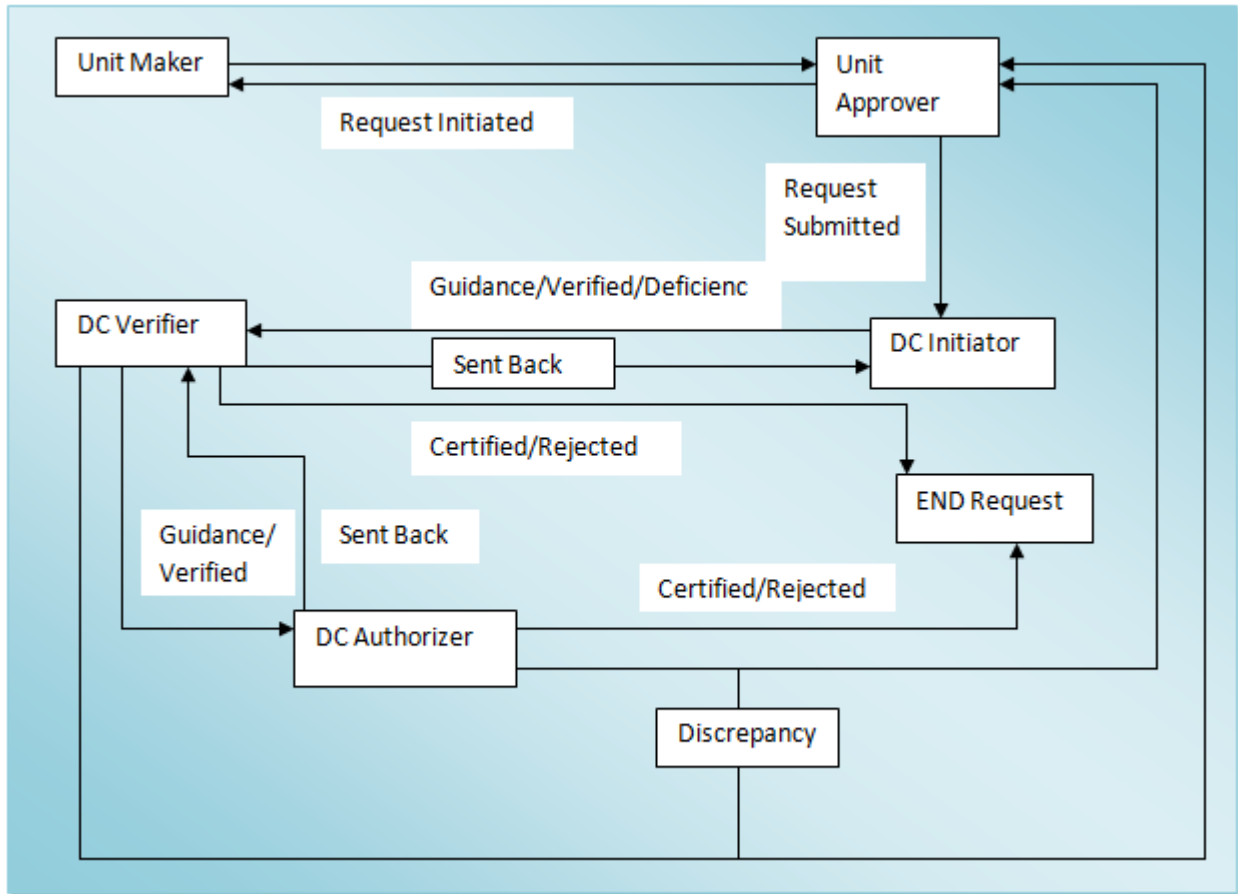 Unit Maker
Unit
Approver
Request Initiated
Request
Submitted
Guidance/Verified/Deficienc
DC Verifier
DC Initiator
Sent Back
Certified/Rejected
END Request
Guidance/
Verified
Sent Back
Certified/Rejected
DC Authorizer
Discrepancy